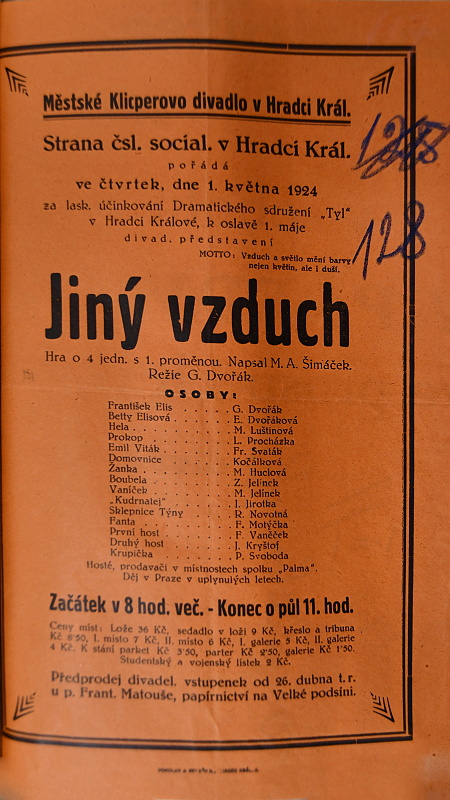 Městské Klicperovo divadlo v Hradci Král.
Strana čsl. social. v Hradci Král.
pořádá
ve čtvrtek, dne 1. května 1924
za lask. účinkování Dramatického sdružení „Tyl"
v Hradci Králové, k oslavě 1. máje
divad. představení
128
MOTTO: Vzduch a světlo mění barvy
nejen květin, ale i duší.
Jiný vzduch
Hra o 4 jedn. s 1. proměnou. Napsal M. A. Šimáček.
Režie G. Dvořák.
OSOBY:
František Elis . . . . . . . G. Dvořák
Betty Elisová . . . . . . . E. Dvořáková
Hela . . . . . . . . . . M. Luštinová
Prokop . . . . . . . . . L. Procházka
Emil Viták . . . . . . . . Fr. Svaták
Domovnice . . . . . . . . Kočálková
Žanka . . . . . . . . . . M. Huclová
Boubela . . . . . . . . . Z. Jelínek
Vaníček . . . . . . . . . M. Jelínek
„Kudrnatej" . . . . . . . . J. Jirotka
Sklepnice Týny . . . . . . R. Novotná
Fanta . . . . . . . . . . F. Motyčka
První host . . . . . . . . F. Vaněček
Druhý host . . . . . . . . J. Kryštof
Krupička . . . . . . . . . P. Svoboda
Hosté, prodavači v místnostech spolku „Palma".
Děj v Praze v uplynulých letech.
Začátek v 8 hod. več. - Konec o půl 11. hod.
Ceny míst: Lože 36 Kč, sedadlo v loži 9 Kč, křeslo a tribuna
Kč 8'50, I. místo 7 Kč, II. místo 6 Kč, I. galerie 5 Kč, II. galerie
4 Kč. K stání parket Kč 3'50, parter Kč 2'50, galerie Kč 1'50.
Studentský a vojenský lístek 2 Kč.
Předprodej divadel. vstupenek od 26. dubna t. r.
u p. Frant. Matouše, papírnictví na Velké podsíni.